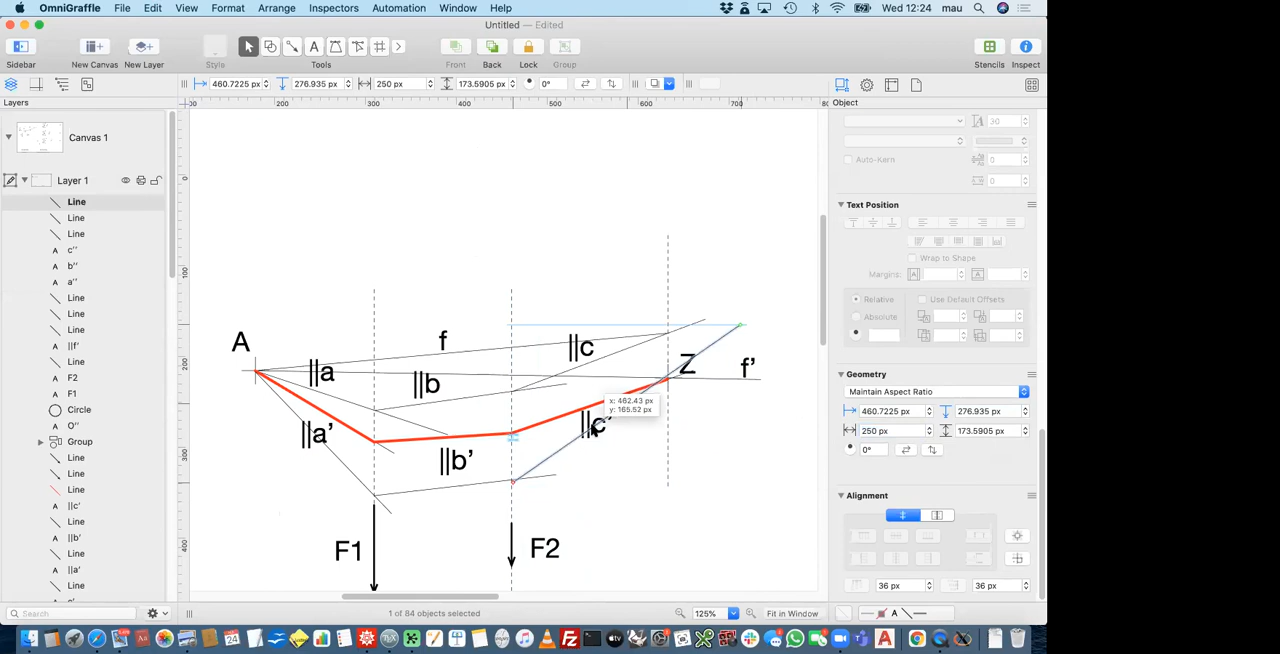 OmniGraffle File Edit View Format Arrange Inspectors Automation Window Help Wed 12:24 mau
Untitled — Edited
Sidebar New Canvas New Layer Style Tools Front Back Lock Group Stencils Inspect
460.7225 px 276.935 px 250 px 173.5905 px 0°
Layers
Object
200 300 400 500 600 700
Canvas 1
Layer 1
Line
Line
Line
c''
b''
a''
Line
Line
Line
||f'
Line
F2
F1
Circle
Group
Line
Line
Line
||c'
Line
||b'
Line
||a'
Line
Search
0
100
200
300
400
A
f
||c
||a
||b
Z
f'
||a'
||b'
||c'
F1
F2
x: 462.43 px
y: 165.52 px
1 of 84 objects selected
125%
Fit in Window
30
Auto-Kern
0
0
Text Position
Wrap to Shape
Margins:
Relative
Use Default Offsets
Absolute
Geometry
Maintain Aspect Ratio
460.7225 px 276.935 px
250 px 173.5905 px
0°
Alignment
36 px 36 px